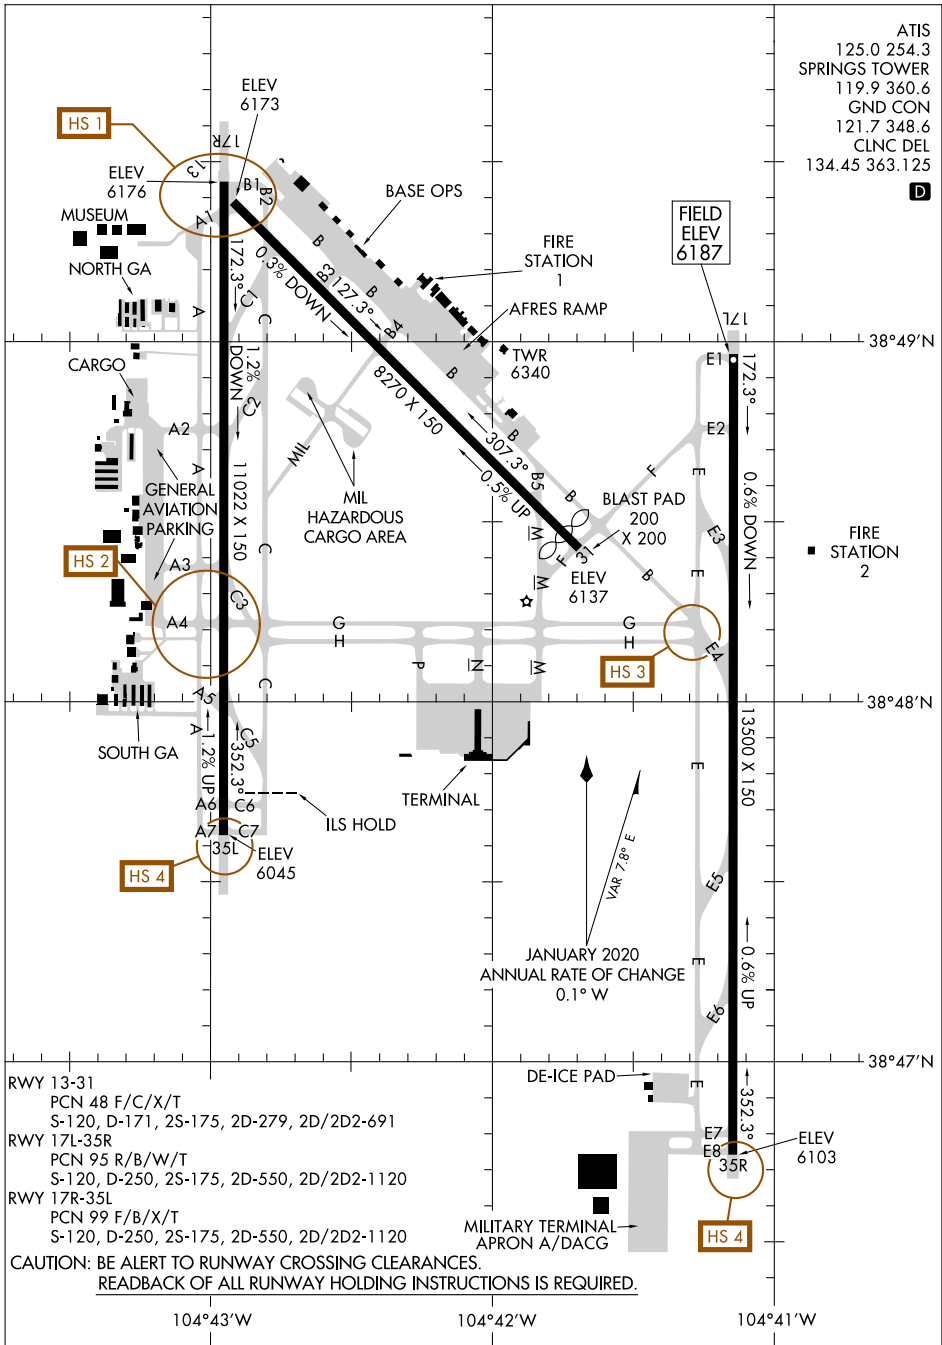 ATIS
125.0 254.3
SPRINGS TOWER
119.9 360.6
GND CON
121.7 348.6
CLNC DEL
134.45 363.125
D
ELEV
6173
HS 1
17R
13
ELEV
6176
B1
B2
BASE OPS
MUSEUM
A1
FIELD
ELEV
6187
FIRE
STATION
1
172.3°
0.3% DOWN
B
B3
127.3°
B
NORTH GA
A
C1
C
B4
AFRES RAMP
17L
38°49'N
TWR
6340
E1
172.3°
CARGO
1.2%
DOWN
8270 X 150
B
C2
A2
E2
MIL
307.3°
B
0.5% UP
B5
F
E
0.6% DOWN
A
11022 X 150
GENERAL
AVIATION
PARKING
MIL
HAZARDOUS
CARGO AREA
B
BLAST PAD
200
X 200
E3
FIRE
STATION
2
M
HS 2
C
F
31
A3
ELEV
6137
M
B
E
C3
A4
G
H
G
H
E4
P
N
M
HS 3
C
A5
38°48'N
A
C5
SOUTH GA
1.2% UP
352.3°
13500 X 150
E
TERMINAL
A6
C6
ILS HOLD
A7
C7
35L
ELEV
6045
HS 4
VAR 7.8° E
E5
JANUARY 2020
ANNUAL RATE OF CHANGE
0.1° W
E
0.6% UP
E6
38°47'N
DE-ICE PAD
E
352.3°
RWY 13-31
PCN 48 F/C/X/T
S-120, D-171, 2S-175, 2D-279, 2D/2D2-691
RWY 17L-35R
PCN 95 R/B/W/T
S-120, D-250, 2S-175, 2D-550, 2D/2D2-1120
RWY 17R-35L
PCN 99 F/B/X/T
S-120, D-250, 2S-175, 2D-550, 2D/2D2-1120
E7
E8
35R
ELEV
6103
MILITARY TERMINAL
APRON A/DACG
HS 4
CAUTION: BE ALERT TO RUNWAY CROSSING CLEARANCES.
READBACK OF ALL RUNWAY HOLDING INSTRUCTIONS IS REQUIRED.
104°43'W
104°42'W
104°41'W